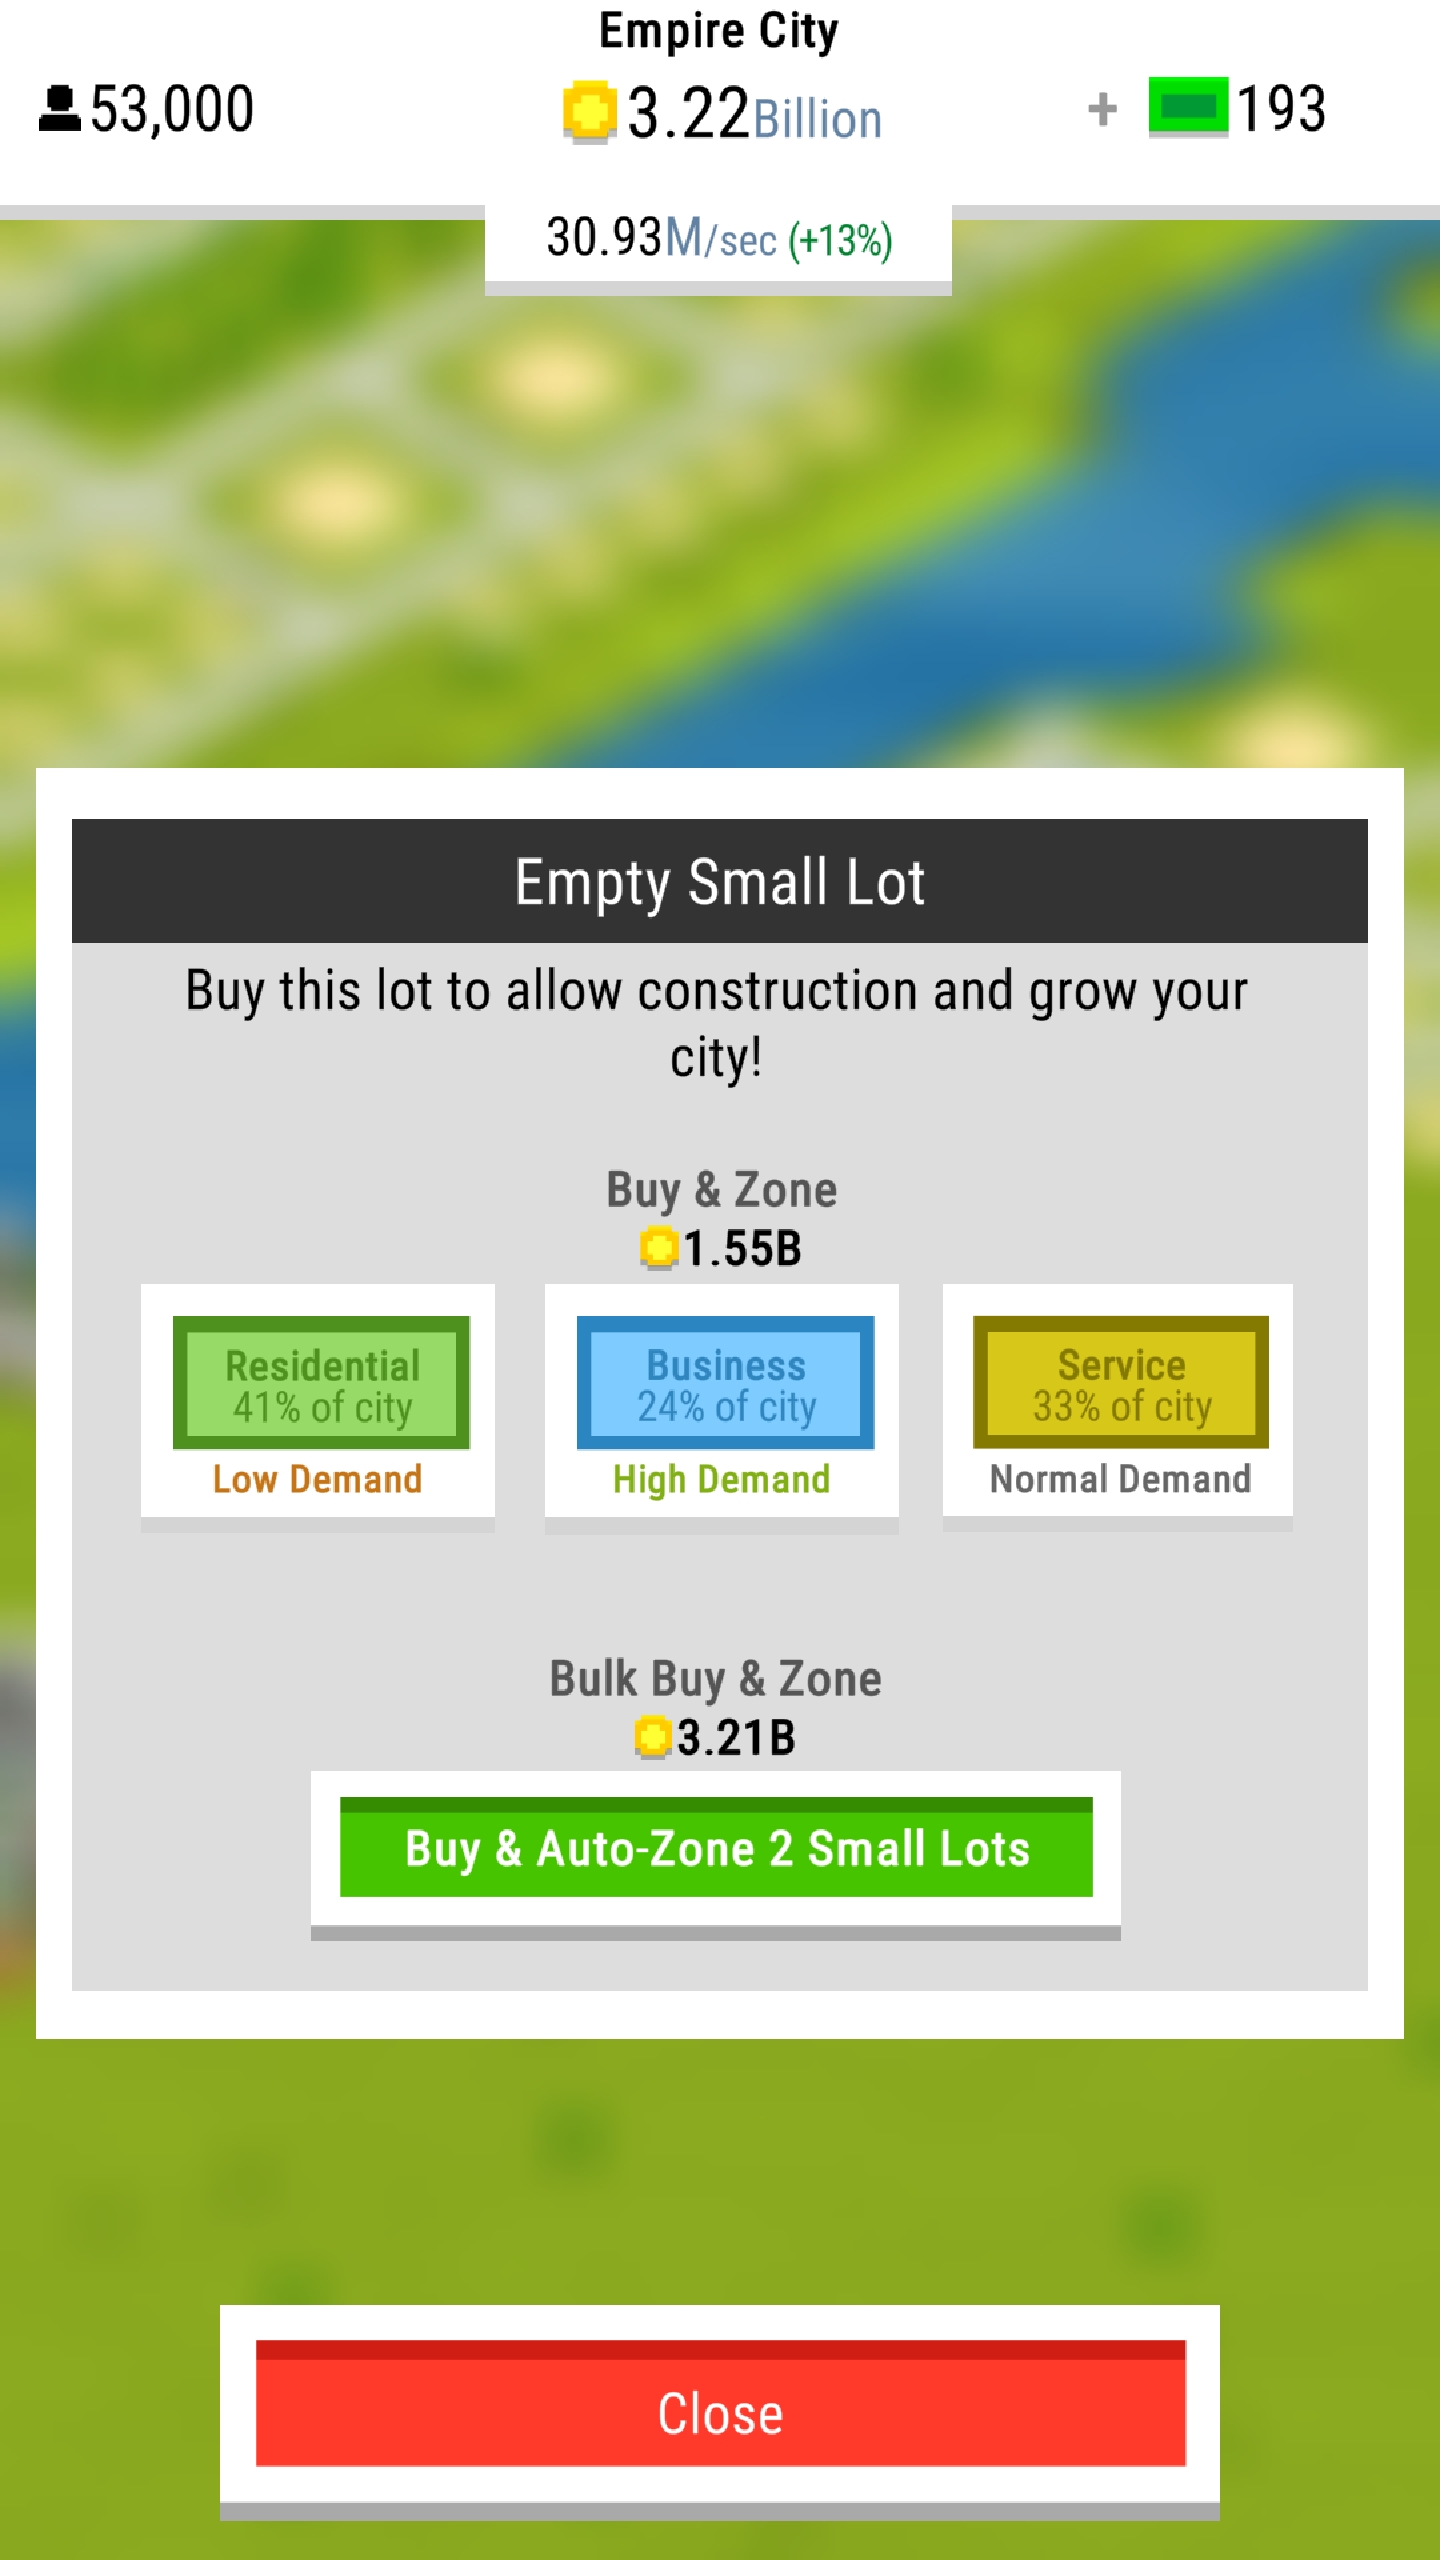 Empire City
53,000
3.22Billion
+ 193
30.93M/sec (+13%)
Empty Small Lot
Buy this lot to allow construction and grow your
city!
Buy & Zone
1.55B
Residential
41% of city
Low Demand
Business
24% of city
High Demand
Service
33% of city
Normal Demand
Bulk Buy & Zone
3.21B
Buy & Auto-Zone 2 Small Lots
Close